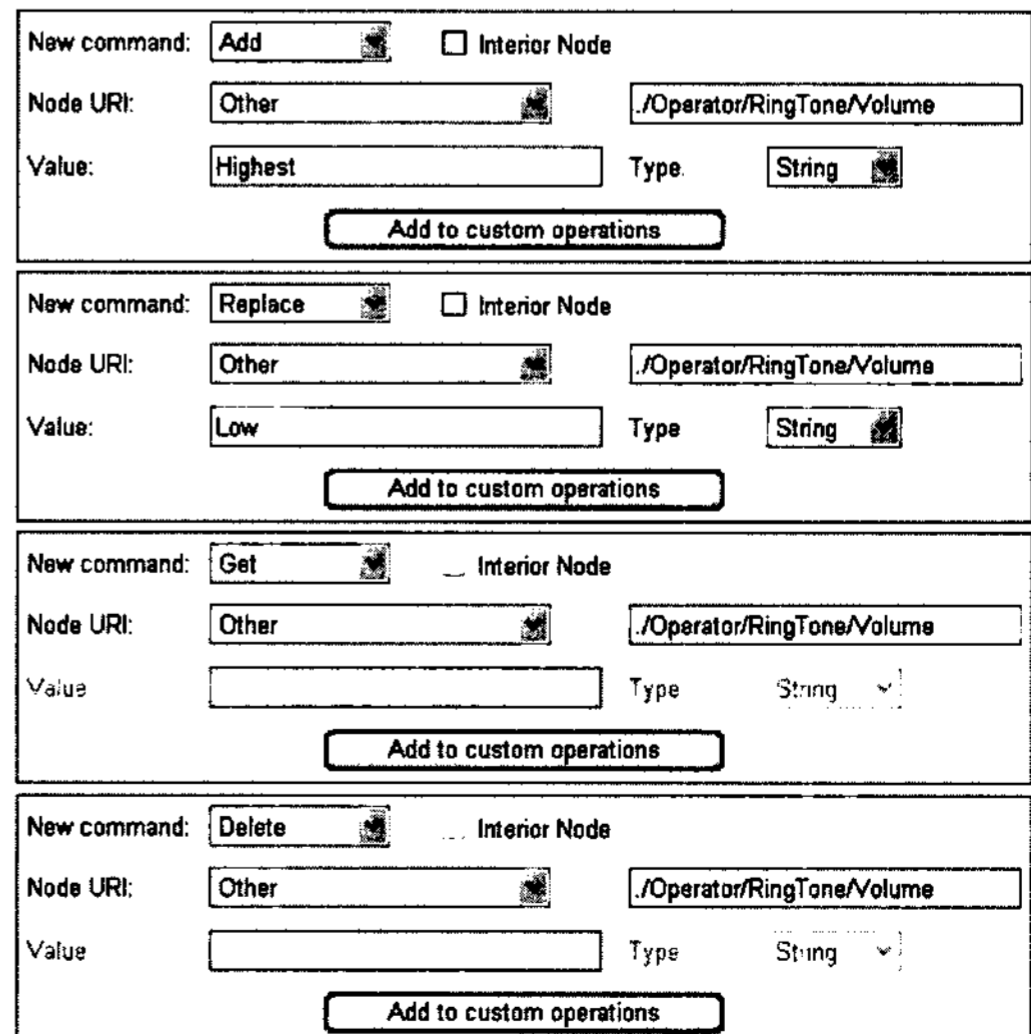 New command: Add Interior Node
Node URI: Other ./Operator/RingTone/Volume
Value: Highest Type. String
Add to custom operations
New command: Replace Interior Node
Node URI: Other ./Operator/RingTone/Volume
Value: Low Type String
Add to custom operations
New command: Get Interior Node
Node URI: Other ./Operator/RingTone/Volume
Value Type String
Add to custom operations
New command: Delete Interior Node
Node URI: Other ./Operator/RingTone/Volume
Value Type String
Add to custom operations